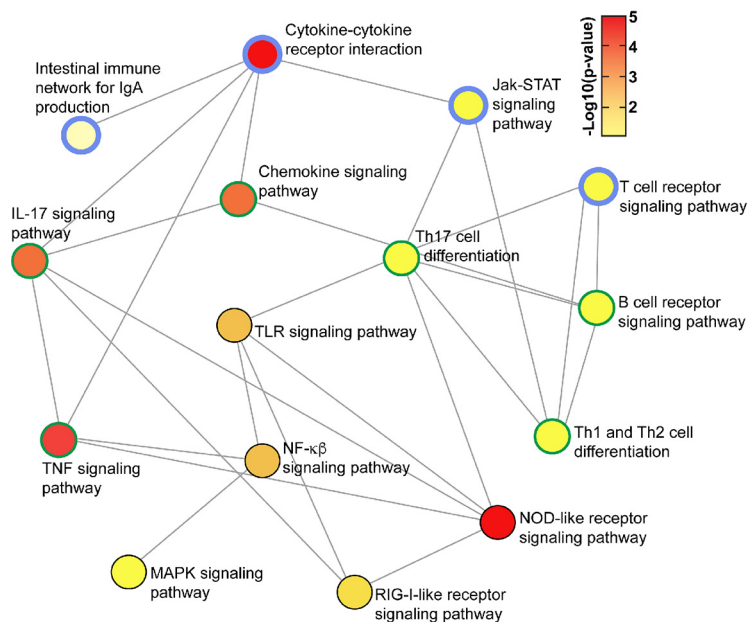 Cytokine-cytokine
receptor interaction
Intestinal immune
network for IgA
production
Jak-STAT
signaling
pathway
-Log10(p-value)
5
4
3
2
Chemokine signaling
pathway
T cell receptor
signaling pathway
IL-17 signaling
pathway
Th17 cell
differentiation
B cell receptor
signaling pathway
TLR signaling pathway
Th1 and Th2 cell
differentiation
TNF signaling
pathway
NF-κβ
signaling pathway
NOD-like receptor
signaling pathway
MAPK signaling
pathway
RIG-I-like receptor
signaling pathway